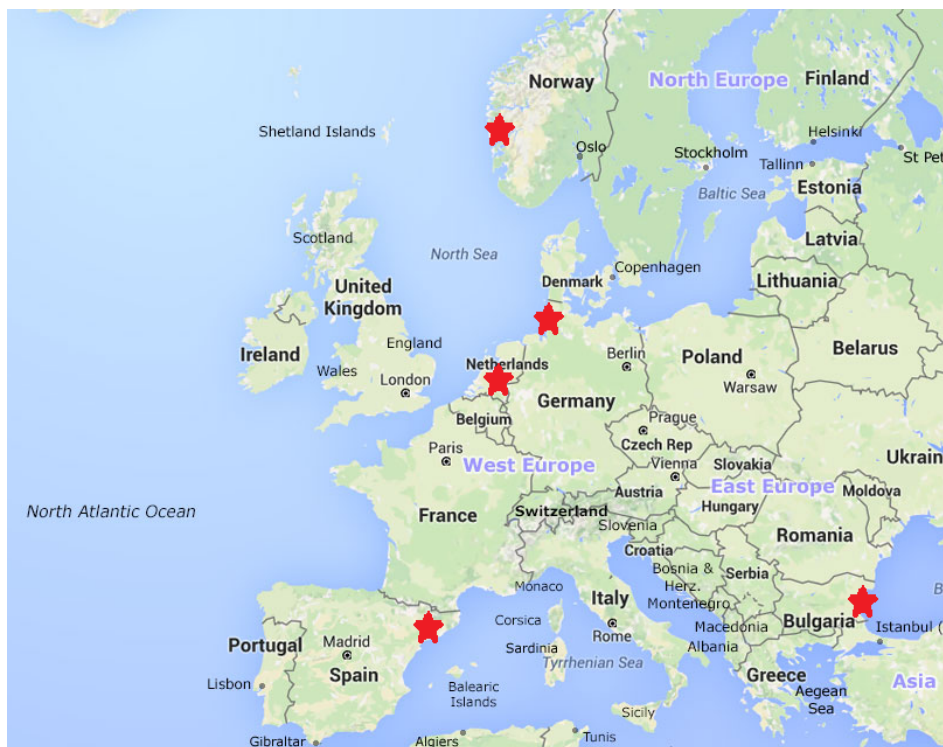 Norway
North Europe
Finland
Shetland Islands
Oslo
Helsinki
Stockholm
Tallinn
St Pet
Estonia
Baltic Sea
Scotland
North Sea
Latvia
Copenhagen
Denmark
Lithuania
United
Kingdom
Ireland
England
Netherlands
Berlin
Poland
Belarus
Wales
London
Warsaw
Germany
Belgium
Prague
Paris
Czech Rep
West Europe
Vienna
Slovakia
Ukrain
East Europe
Moldova
Austria
Hungary
North Atlantic Ocean
France
Switzerland
Slovenia
Romania
Croatia
Bosnia &
Herz.
Serbia
Monaco
Italy
Montenegro
B
Corsica
Bulgaria
Istanbul (
Portugal
Madrid
Rome
Macedonia
Sardinia
Albania
Tyrrhenian Sea
Spain
Greece
Asia
Lisbon
Balearic
Islands
Aegean
Sea
Sicily
Gibraltar
Algiers
Tunis